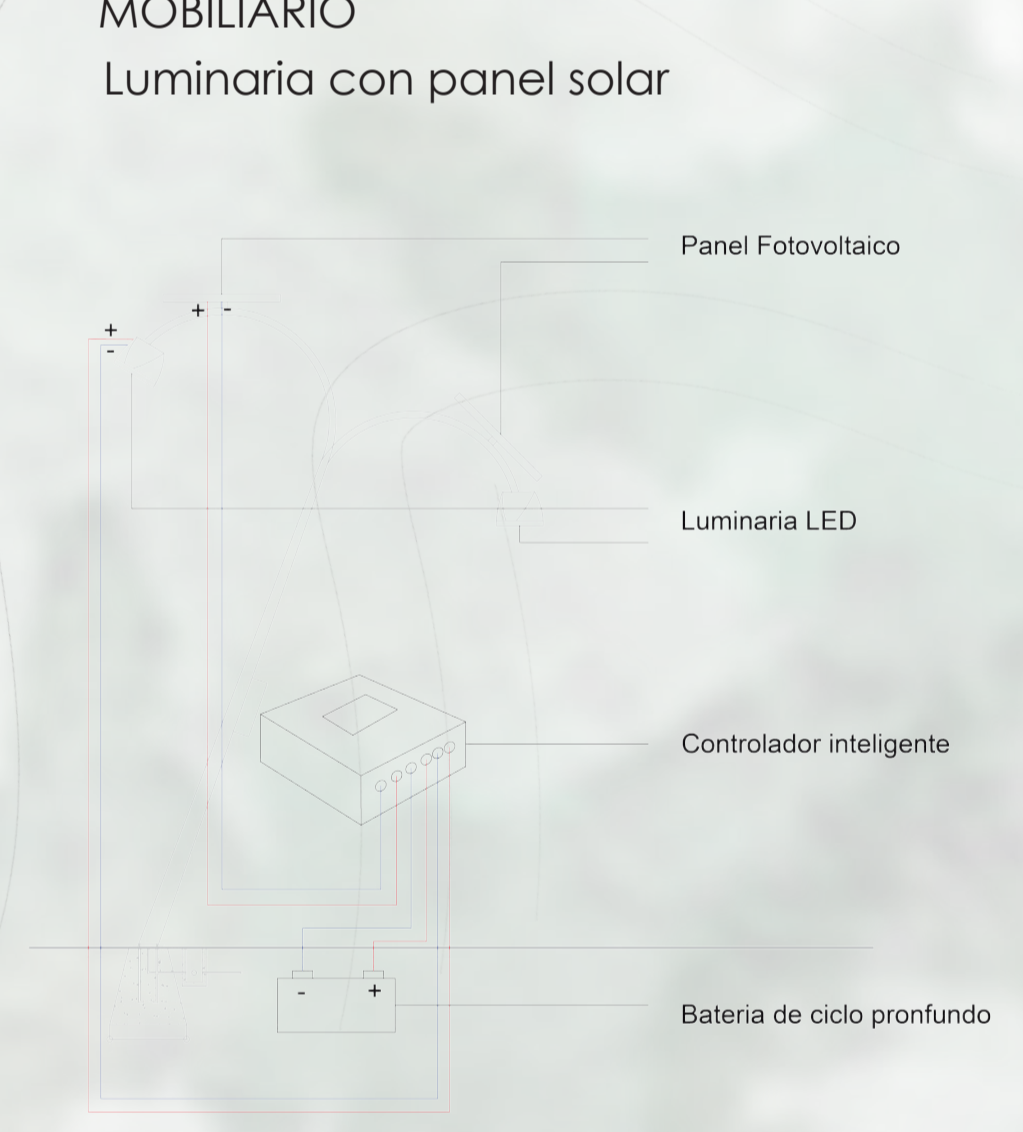 MOBILIARIO
Luminaria con panel solar
Panel Fotovoltaico
+ -
+
-
Luminaria LED
Controlador inteligente
- +
Bateria de ciclo pronfundo